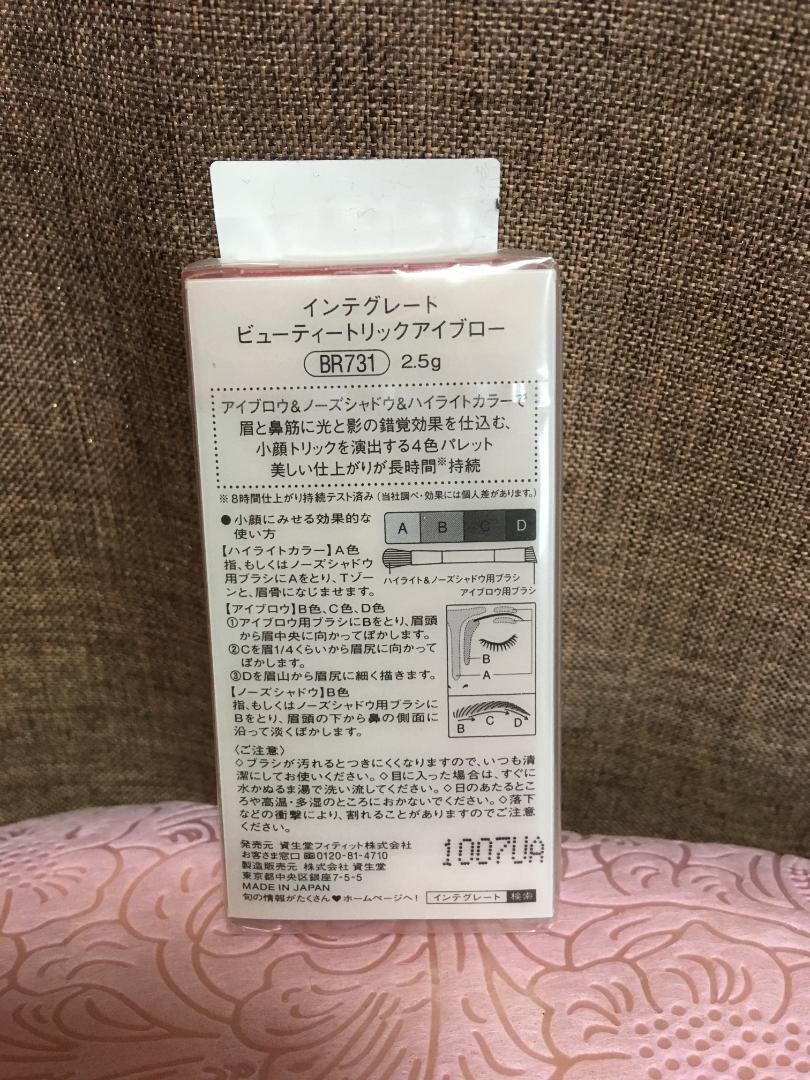 インテグレート
ビューティートリックアイブロー
BR731 2.5g
アイブロウ&ノーズシャドウ&ハイライトカラーで
眉と鼻筋に光と影の錯覚効果を仕込む、
小顔トリックを演出する4色パレット
美しい仕上がりが長時間※持続
※8時間仕上がり持続テスト済み(当社調べ・効果には個人差があります。)
●小顔にみせる効果的な
使い方
A B C D
【ハイライトカラー】A色
指、もしくはノーズシャドウ
用ブラシにAをとり、Tゾー
ンと、眉骨になじませます。
ハイライト&ノーズシャドウ用ブラシ
アイブロウ用ブラシ
【アイブロウ】B色、C色、D色
①アイブロウ用ブラシにBをとり、眉頭
から眉中央に向かってぼかします。
②Cを眉1/4くらいから眉尻に向かって
ぼかします。
③Dを眉山から眉尻に細く描きます。
【ノーズシャドウ】B色
指、もしくはノーズシャドウ用ブラシに
Bをとり、眉頭の下から鼻の側面に
沿って淡くぼかします。
B
A
B C D
〈ご注意〉
◇ブラシが汚れるとつきにくくなりますので、いつも清
潔にしてお使いください。◇目に入った場合は、すぐに
水かぬるま湯で洗い流してください。◇日のあたるとこ
ろや高温・多湿のところにおかないでください。◇落下
などの衝撃により、割れることがありますのでご注意
ください。
発売元 資生堂フィティット株式会社
お客さま窓口 0120-81-4710
製造販売元 株式会社 資生堂
東京都中央区銀座7-5-5
MADE IN JAPAN
旬の情報がたくさん♥ホームページへ! インテグレート 検索
1007UA